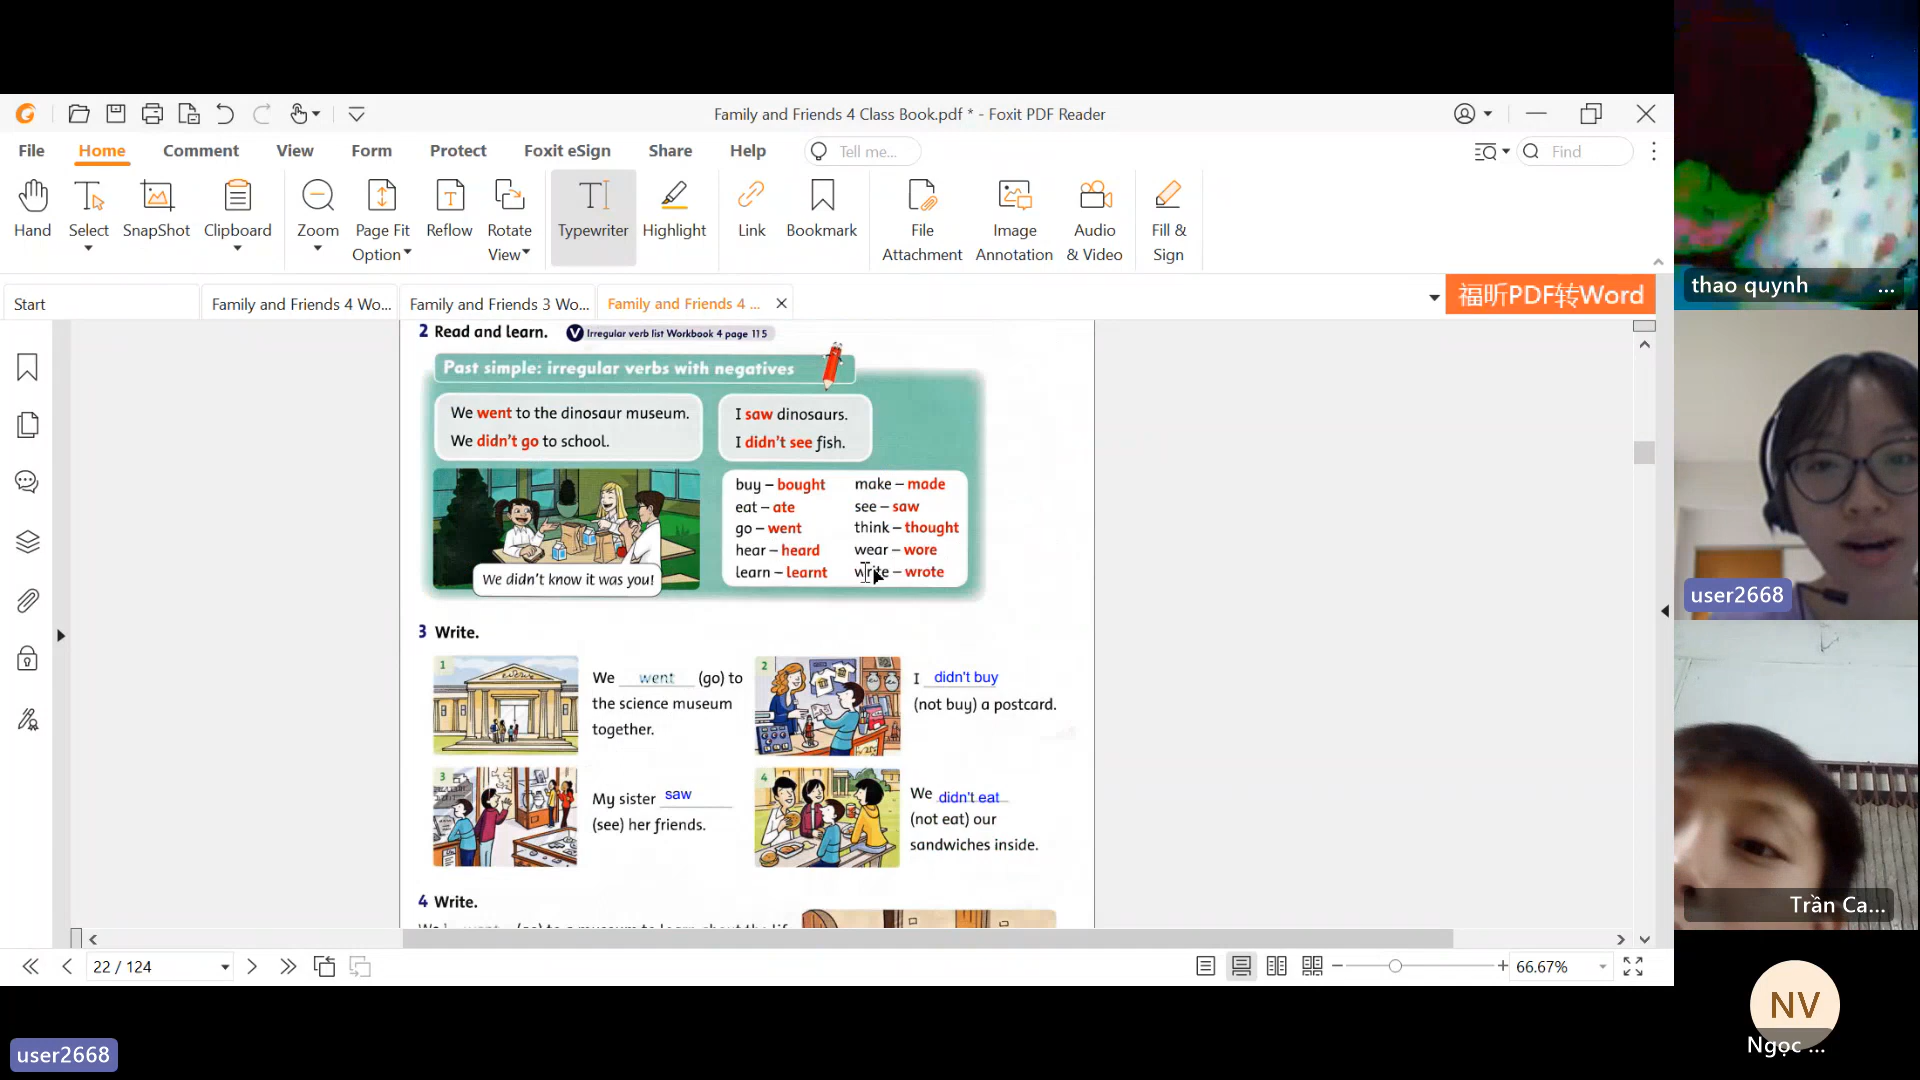 Family and Friends 4 Class Book.pdf * - Foxit PDF Reader
File Home Comment View Form Protect Foxit eSign Share Help Tell me... Find
Hand Select SnapShot Clipboard Zoom Page Fit Option Reflow Rotate View Typewriter Highlight Link Bookmark File Attachment Image Annotation Audio & Video Fill & Sign
Start Family and Friends 4 Wo... Family and Friends 3 Wo... Family and Friends 4 ... 福昕PDF转Word
2 Read and learn. V Irregular verb list Workbook 4 page 115
Past simple: irregular verbs with negatives
We went to the dinosaur museum.
We didn't go to school.
I saw dinosaurs.
I didn't see fish.
buy – bought
eat – ate
go – went
hear – heard
learn – learnt
make – made
see – saw
think – thought
wear – wore
write – wrote
We didn't know it was you!
3 Write.
1
We went (go) to
the science museum
together.
2
I didn't buy
(not buy) a postcard.
3
My sister saw
(see) her friends.
4
We didn't eat
(not eat) our
sandwiches inside.
4 Write.
22 / 124
66.67%
thao quynh ...
user2668
Trần Ca...
NV
Ngọc ...
user2668